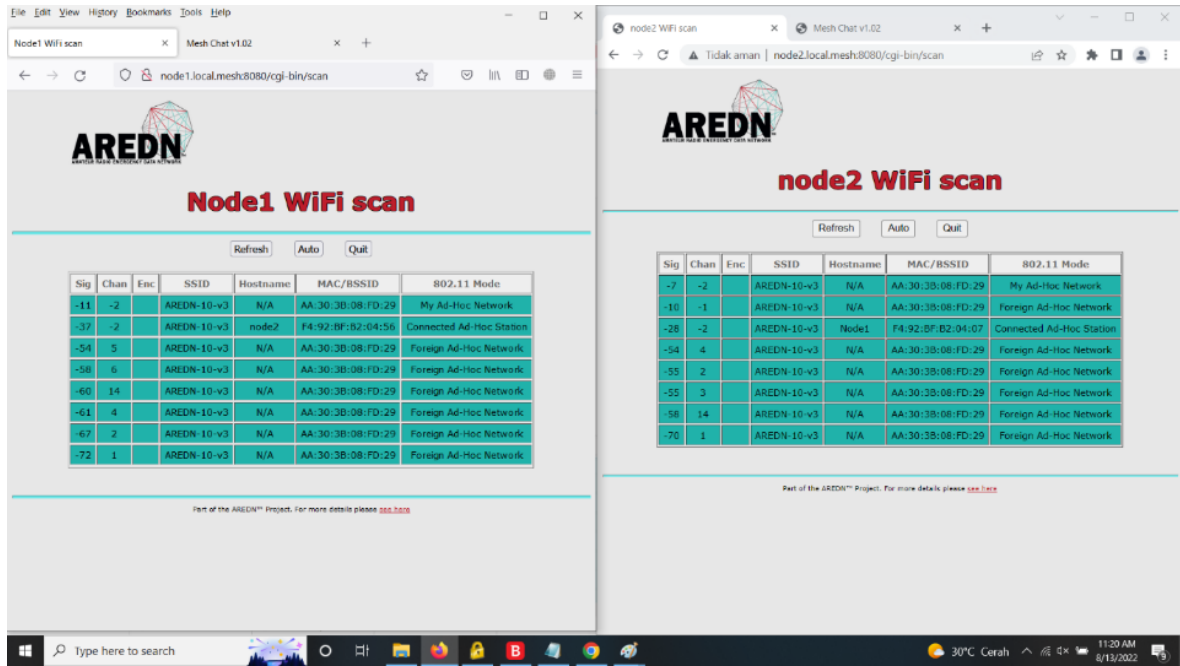 File Edit View History Bookmarks Tools Help
Node1 WiFi scan
Mesh Chat v1.02
node1.local.mesh:8080/cgi-bin/scan
AREDN
AMATEUR RADIO EMERGENCY DATA NETWORK
Node1 WiFi scan
Refresh Auto Quit
Sig Chan Enc SSID Hostname MAC/BSSID 802.11 Mode
-11 -2 AREDN-10-v3 N/A AA:30:3B:08:FD:29 My Ad-Hoc Network
-37 -2 AREDN-10-v3 node2 F4:92:BF:B2:04:56 Connected Ad-Hoc Station
-54 5 AREDN-10-v3 N/A AA:30:3B:08:FD:29 Foreign Ad-Hoc Network
-58 6 AREDN-10-v3 N/A AA:30:3B:08:FD:29 Foreign Ad-Hoc Network
-60 14 AREDN-10-v3 N/A AA:30:3B:08:FD:29 Foreign Ad-Hoc Network
-61 4 AREDN-10-v3 N/A AA:30:3B:08:FD:29 Foreign Ad-Hoc Network
-67 2 AREDN-10-v3 N/A AA:30:3B:08:FD:29 Foreign Ad-Hoc Network
-72 1 AREDN-10-v3 N/A AA:30:3B:08:FD:29 Foreign Ad-Hoc Network
Part of the AREDN™ Project. For more details please see here
node2 WiFi scan
Mesh Chat v1.02
Tidak aman node2.local.mesh:8080/cgi-bin/scan
AREDN
AMATEUR RADIO EMERGENCY DATA NETWORK
node2 WiFi scan
Refresh Auto Quit
Sig Chan Enc SSID Hostname MAC/BSSID 802.11 Mode
-7 -2 AREDN-10-v3 N/A AA:30:3B:08:FD:29 My Ad-Hoc Network
-10 -1 AREDN-10-v3 N/A AA:30:3B:08:FD:29 Foreign Ad-Hoc Network
-28 -2 AREDN-10-v3 Node1 F4:92:BF:B2:04:07 Connected Ad-Hoc Station
-54 4 AREDN-10-v3 N/A AA:30:3B:08:FD:29 Foreign Ad-Hoc Network
-55 2 AREDN-10-v3 N/A AA:30:3B:08:FD:29 Foreign Ad-Hoc Network
-55 3 AREDN-10-v3 N/A AA:30:3B:08:FD:29 Foreign Ad-Hoc Network
-58 14 AREDN-10-v3 N/A AA:30:3B:08:FD:29 Foreign Ad-Hoc Network
-70 1 AREDN-10-v3 N/A AA:30:3B:08:FD:29 Foreign Ad-Hoc Network
Part of the AREDN™ Project. For more details please see here
Type here to search
B
30°C Cerah
11:20 AM
8/13/2022